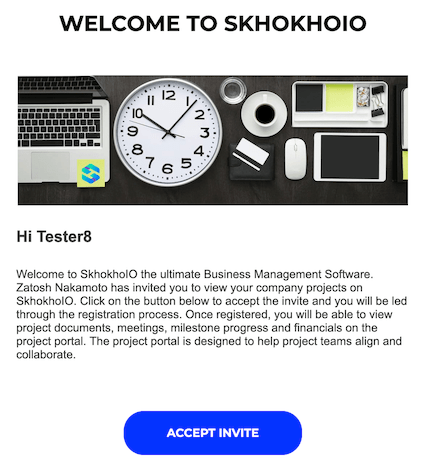 WELCOME TO SKHOKHOIO
12
1
2
3
4
5
6
7
8
9
10
11
Hi Tester8
Welcome to SkhokhoIO the ultimate Business Management Software.
Zatosh Nakamoto has invited you to view your company projects on
SkhokhoIO. Click on the button below to accept the invite and you will be led
through the registration process. Once registered, you will be able to view
project documents, meetings, milestone progress and financials on the
project portal. The project portal is designed to help project teams align and
collaborate.
ACCEPT INVITE